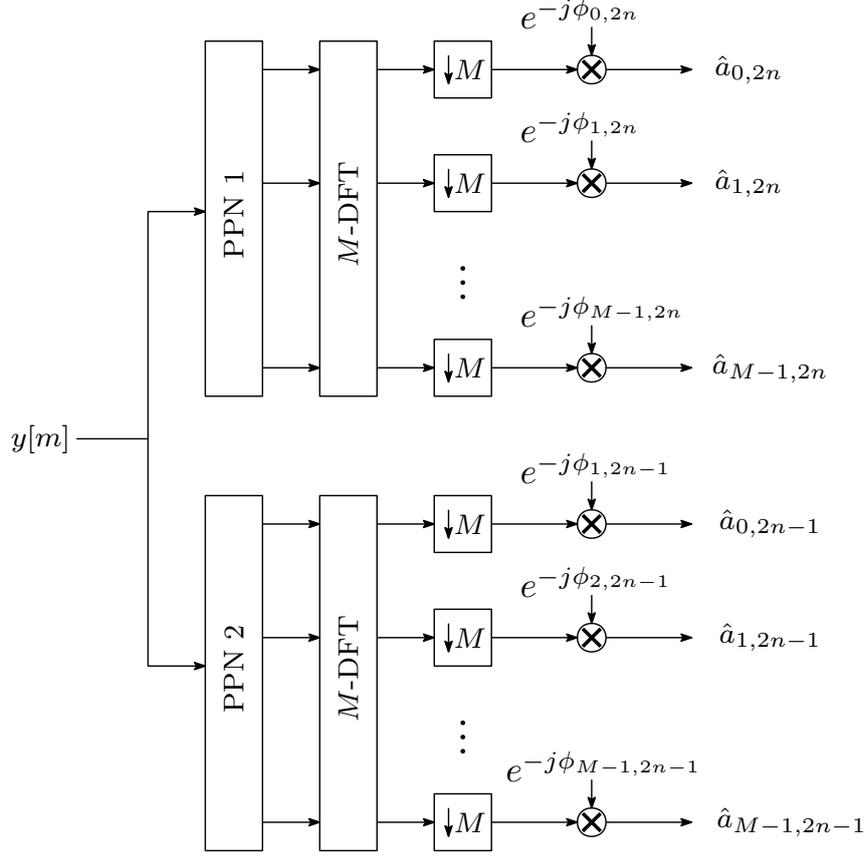 e^{-jϕ_{0,2n}}
↓M
â_{0,2n}
e^{-jϕ_{1,2n}}
↓M
â_{1,2n}
PPN 1
M-DFT
⋮
e^{-jϕ_{M-1,2n}}
↓M
â_{M-1,2n}
y[m]
e^{-jϕ_{1,2n-1}}
↓M
â_{0,2n-1}
e^{-jϕ_{2,2n-1}}
↓M
â_{1,2n-1}
PPN 2
M-DFT
⋮
e^{-jϕ_{M-1,2n-1}}
↓M
â_{M-1,2n-1}